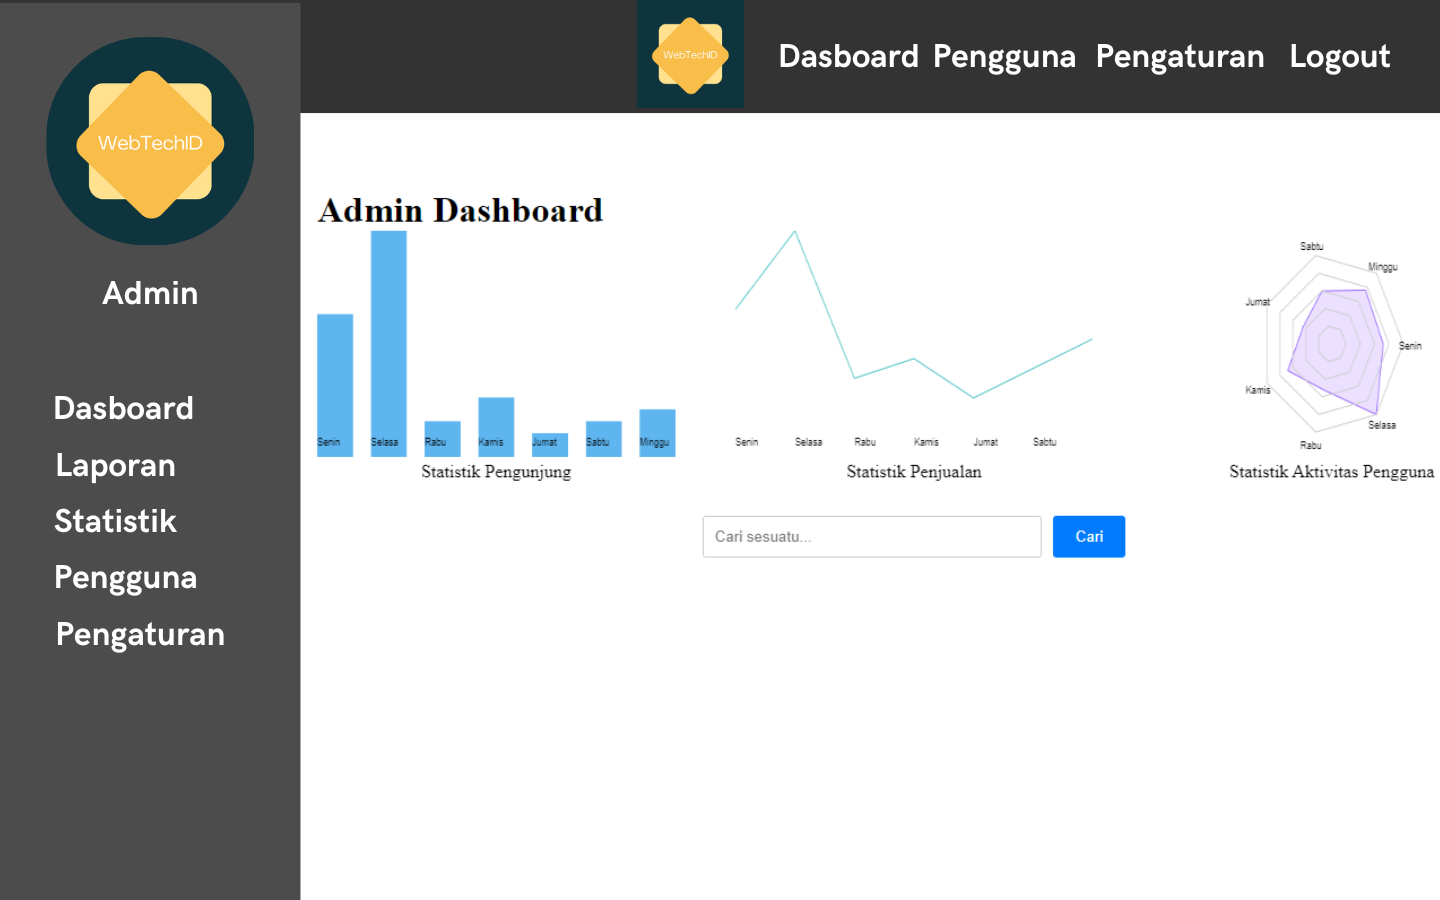 WebTechID
Admin
Dasboard
Laporan
Statistik
Pengguna
Pengaturan
WebTechID
Dasboard Pengguna Pengaturan Logout
Admin Dashboard
Senin Selasa Rabu Kamis Jumat Sabtu Minggu
Statistik Pengunjung
Senin Selasa Rabu Kamis Jumat Sabtu
Statistik Penjualan
Sabtu
Minggu
Jumat
Senin
Kamis
Selasa
Rabu
Statistik Aktivitas Pengguna
Cari sesuatu... Cari